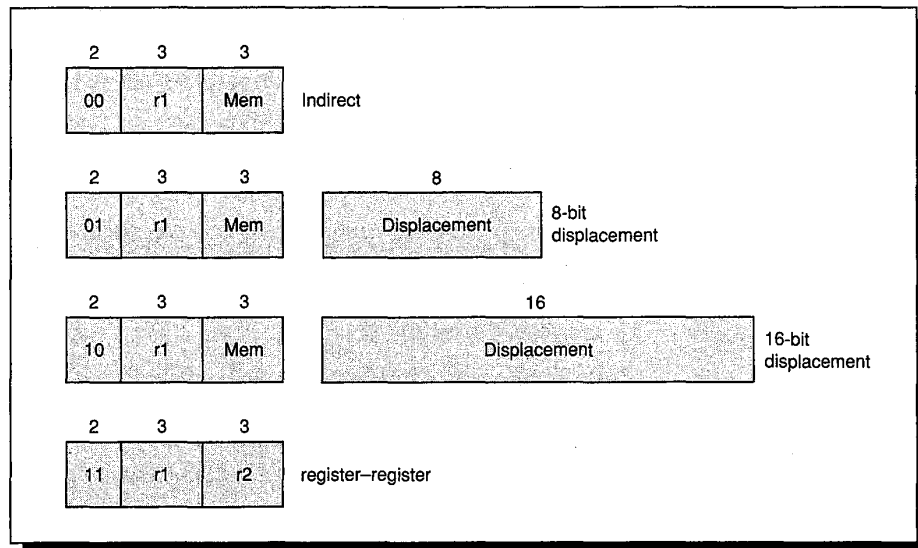 2 3 3
00 r1 Mem Indirect
2 3 3 8
01 r1 Mem Displacement 8-bit
displacement
2 3 3 16
10 r1 Mem Displacement 16-bit
displacement
2 3 3
11 r1 r2 register–register